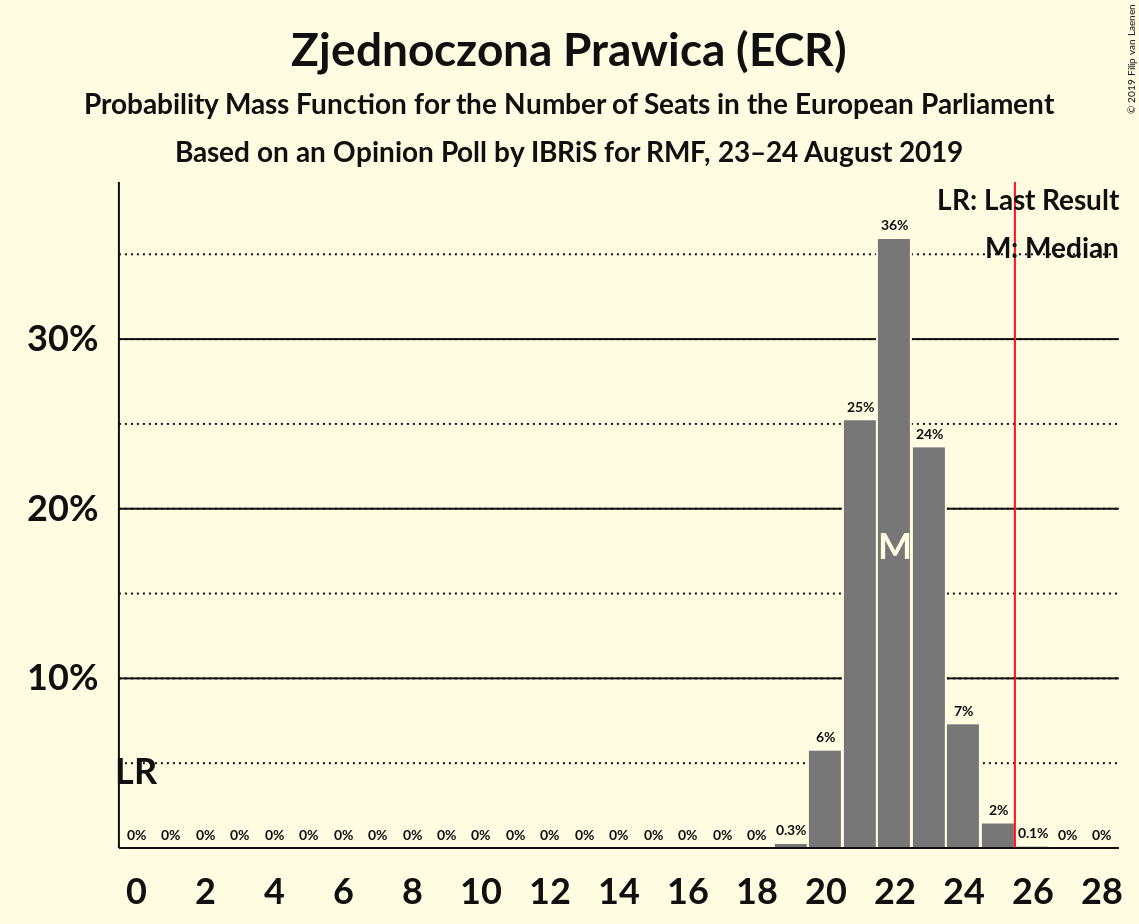 Zjednoczona Prawica (ECR)
Probability Mass Function for the Number of Seats in the European Parliament
Based on an Opinion Poll by IBRiS for RMF, 23–24 August 2019
© 2019 Filip van Laenen
LR: Last Result
M: Median
36%
30%
25%
24%
20%
M
10%
7%
6%
LR
2%
0% 0% 0% 0% 0% 0% 0% 0% 0% 0% 0% 0% 0% 0% 0% 0% 0% 0% 0% 0.3% 0.1% 0% 0%
0 2 4 6 8 10 12 14 16 18 20 22 24 26 28